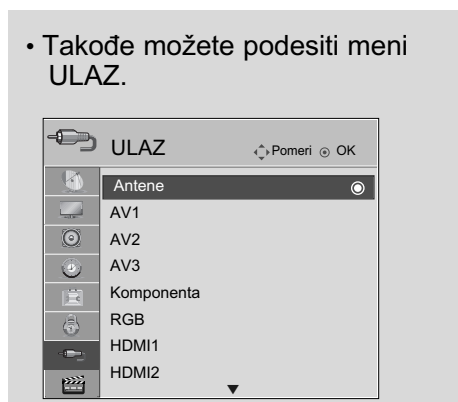 • Takođe možete podesiti meni
ULAZ.
ULAZ Pomeri OK
Antene
AV1
AV2
AV3
Komponenta
RGB
HDMI1
HDMI2